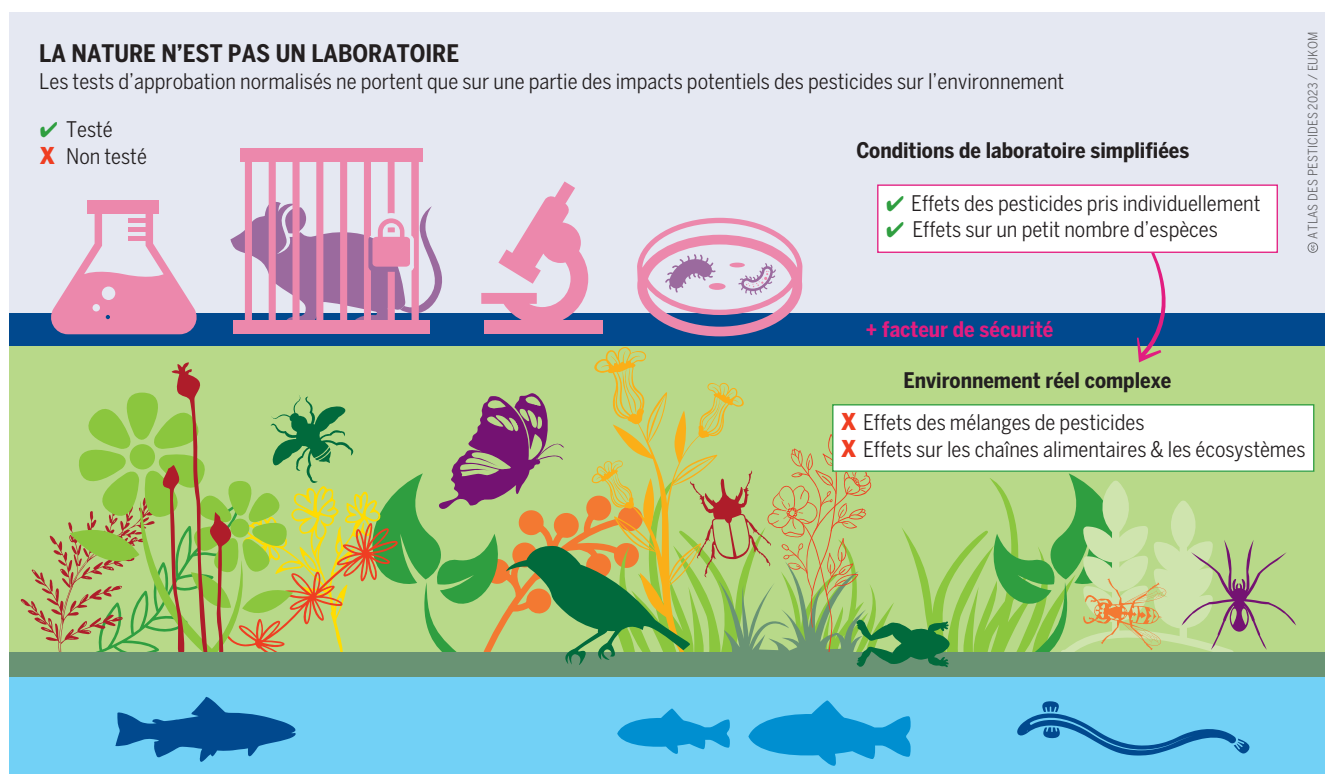 LA NATURE N'EST PAS UN LABORATOIRE
Les tests d'approbation normalisés ne portent que sur une partie des impacts potentiels des pesticides sur l'environnement
✔ Testé
X Non testé
Conditions de laboratoire simplifiées
✔ Effets des pesticides pris individuellement
✔ Effets sur un petit nombre d'espèces
+ facteur de sécurité
Environnement réel complexe
X Effets des mélanges de pesticides
X Effets sur les chaînes alimentaires & les écosystèmes
🅭 ATLAS DES PESTICIDES 2023 / EUKOM